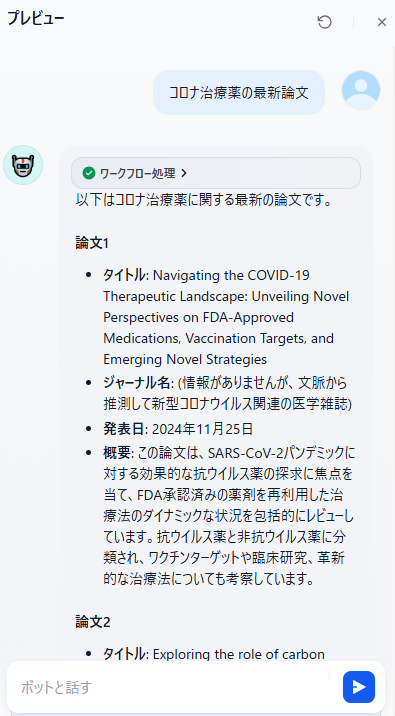 プレビュー
コロナ治療薬の最新論文
ワークフロー処理
以下はコロナ治療薬に関する最新の論文です。
論文1
タイトル: Navigating the COVID-19
Therapeutic Landscape: Unveiling Novel
Perspectives on FDA-Approved
Medications, Vaccination Targets, and
Emerging Novel Strategies
ジャーナル名: (情報がありませんが、文脈から
推測して新型コロナウイルス関連の医学雑誌)
発表日: 2024年11月25日
概要: この論文は、SARS-CoV-2パンデミックに
対する効果的な抗ウイルス薬の探求に焦点を
当て、FDA承認済みの薬剤を再利用した治
療法のダイナミックな状況を包括的にレビューし
ています。抗ウイルス薬と非抗ウイルス薬に分
類され、ワクチンターゲットや臨床研究、革新
的な治療法についても考察しています。
論文2
タイトル: Exploring the role of carbon
ボットと話す